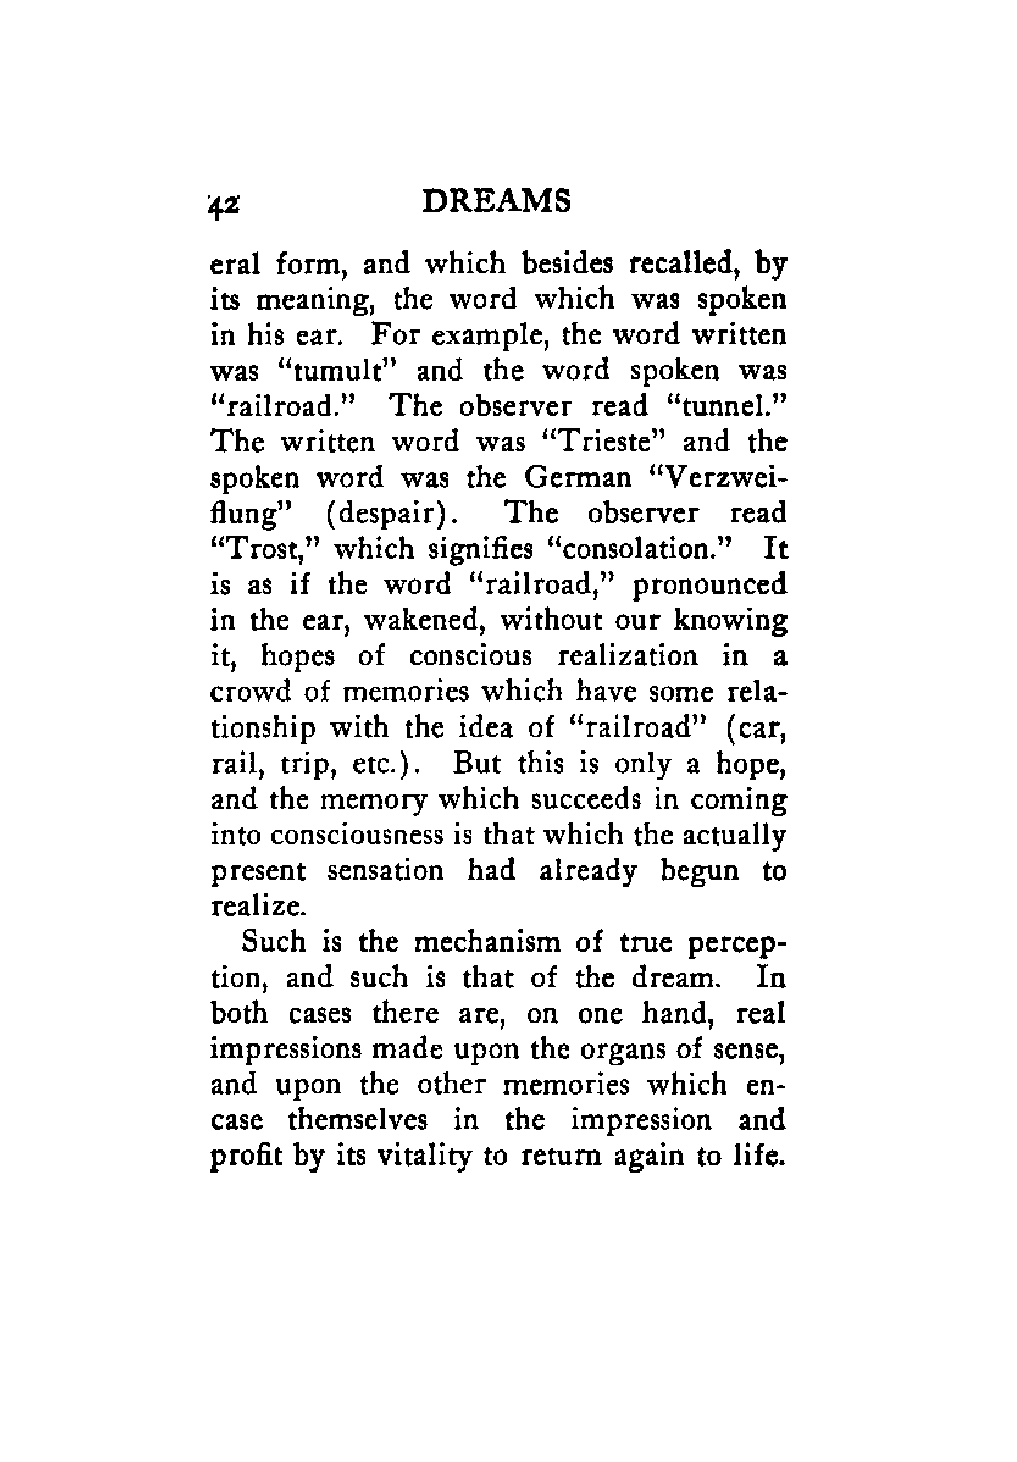 42 DREAMS
eral form, and which besides recalled, by
its meaning, the word which was spoken
in his ear. For example, the word written
was “tumult” and the word spoken was
“railroad.” The observer read “tunnel.”
The written word was “Trieste” and the
spoken word was the German “Verzwei-
flung” (despair). The observer read
“Trost,” which signifies “consolation.” It
is as if the word “railroad,” pronounced
in the ear, wakened, without our knowing
it, hopes of conscious realization in a
crowd of memories which have some rela-
tionship with the idea of “railroad” (car,
rail, trip, etc.). But this is only a hope,
and the memory which succeeds in coming
into consciousness is that which the actually
present sensation had already begun to
realize.
Such is the mechanism of true percep-
tion, and such is that of the dream. In
both cases there are, on one hand, real
impressions made upon the organs of sense,
and upon the other memories which en-
case themselves in the impression and
profit by its vitality to return again to life.